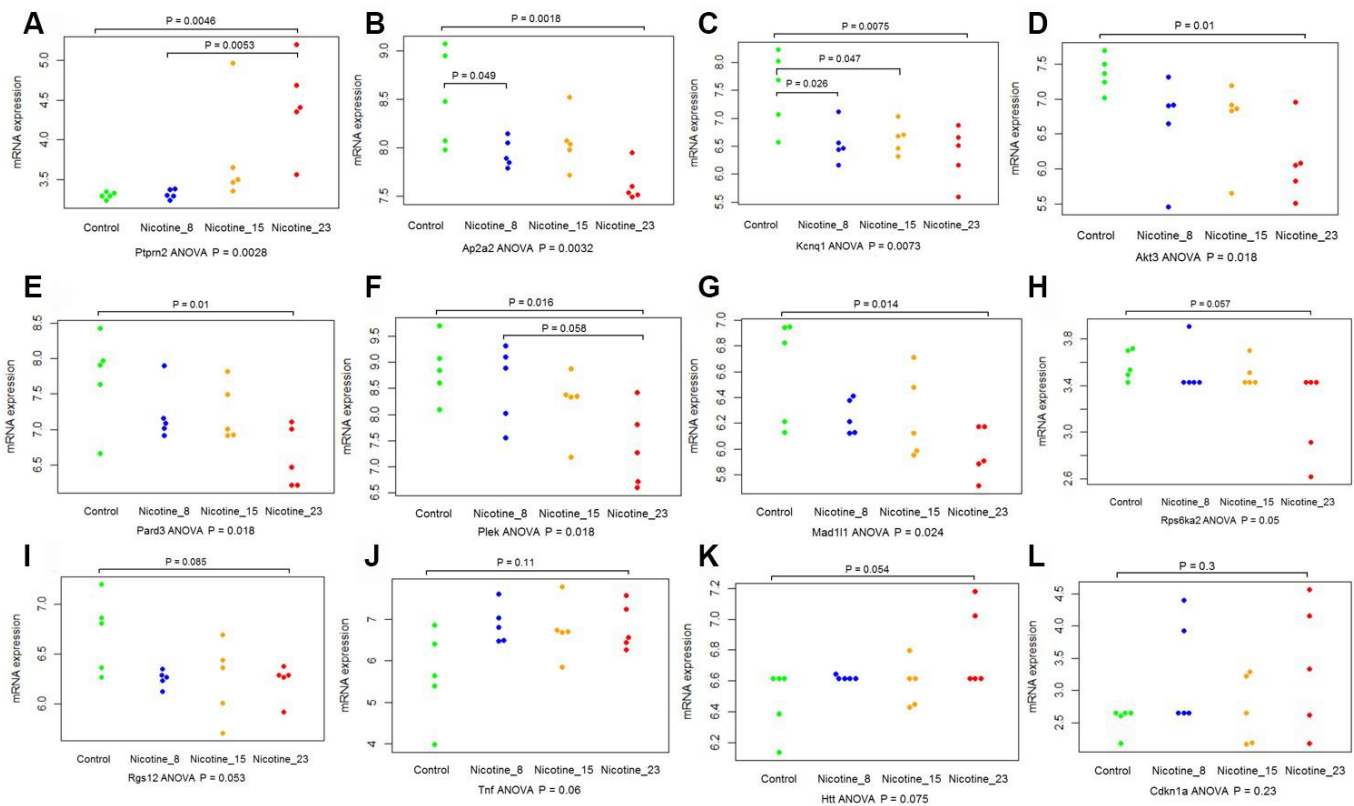 A
P = 0.0046
P = 0.0053
mRNA expression
5.0
4.5
4.0
3.5
Control Nicotine_8 Nicotine_15 Nicotine_23
Ptprn2 ANOVA P = 0.0028
B
P = 0.0018
P = 0.049
mRNA expression
9.0
8.5
8.0
7.5
Control Nicotine_8 Nicotine_15 Nicotine_23
Ap2a2 ANOVA P = 0.0032
C
P = 0.0075
P = 0.047
P = 0.026
mRNA expression
8.0
7.5
7.0
6.5
6.0
5.5
Control Nicotine_8 Nicotine_15 Nicotine_23
Kcnq1 ANOVA P = 0.0073
D
P = 0.01
mRNA expression
7.5
7.0
6.5
6.0
5.5
Control Nicotine_8 Nicotine_15 Nicotine_23
Akt3 ANOVA P = 0.018
E
P = 0.01
mRNA expression
8.5
8.0
7.5
7.0
6.5
Control Nicotine_8 Nicotine_15 Nicotine_23
Pard3 ANOVA P = 0.018
F
P = 0.016
P = 0.058
mRNA expression
9.5
9.0
8.5
8.0
7.5
7.0
6.5
Control Nicotine_8 Nicotine_15 Nicotine_23
Plek ANOVA P = 0.018
G
P = 0.014
mRNA expression
7.0
6.8
6.6
6.4
6.2
6.0
5.8
Control Nicotine_8 Nicotine_15 Nicotine_23
Mad1l1 ANOVA P = 0.024
H
P = 0.057
mRNA expression
3.8
3.4
3.0
2.6
Control Nicotine_8 Nicotine_15 Nicotine_23
Rps6ka2 ANOVA P = 0.05
I
P = 0.085
mRNA expression
7.0
6.5
6.0
Control Nicotine_8 Nicotine_15 Nicotine_23
Rgs12 ANOVA P = 0.053
J
P = 0.11
mRNA expression
7
6
5
4
Control Nicotine_8 Nicotine_15 Nicotine_23
Tnf ANOVA P = 0.06
K
P = 0.054
mRNA expression
7.2
7.0
6.8
6.6
6.4
6.2
Control Nicotine_8 Nicotine_15 Nicotine_23
Htt ANOVA P = 0.075
L
P = 0.3
mRNA expression
4.5
4.0
3.5
3.0
2.5
Control Nicotine_8 Nicotine_15 Nicotine_23
Cdkn1a ANOVA P = 0.23